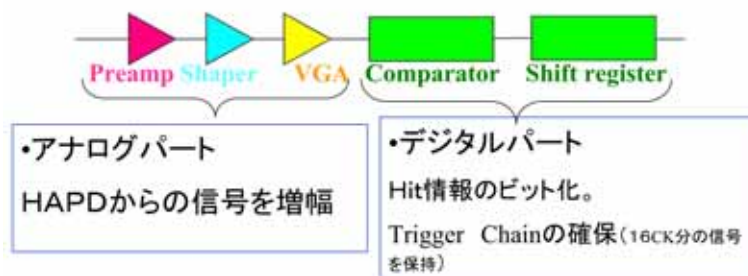 Preamp Shaper VGA Comparator Shift register
•アナログパート
HAPDからの信号を増幅
•デジタルパート
Hit情報のビット化。
Trigger Chainの確保(16CK分の信号
を保持)